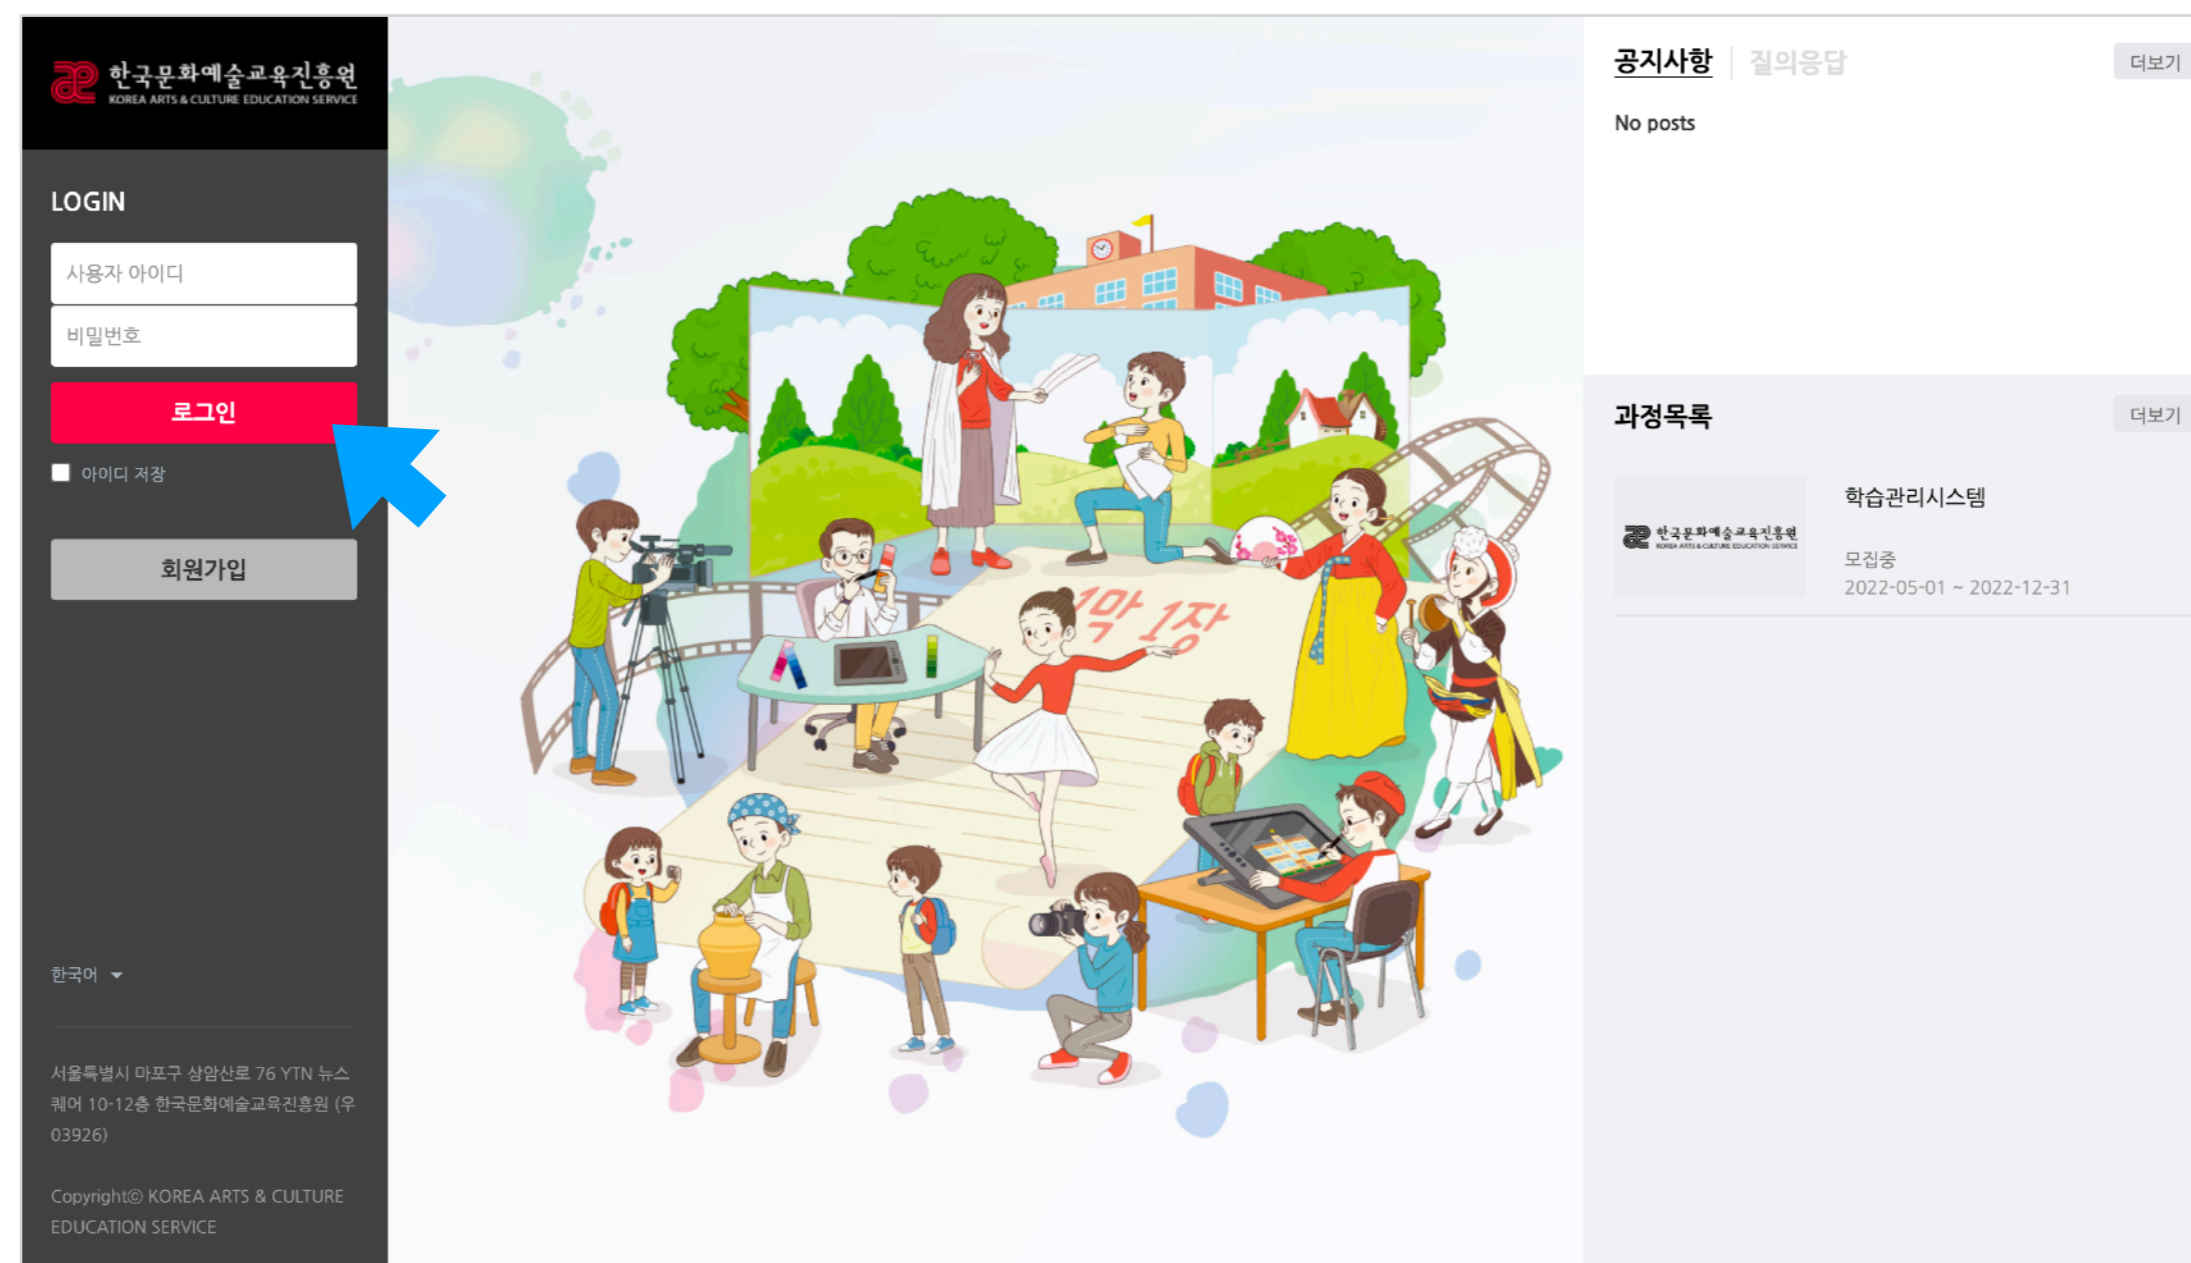 한국문화예술교육진흥원
KOREA ARTS & CULTURE EDUCATION SERVICE
LOGIN
사용자 아이디
비밀번호
로그인
아이디 저장
회원가입
한국어
서울특별시 마포구 상암산로 76 YTN 뉴스
퀘어 10-12층 한국문화예술교육진흥원 (우
03926)
Copyright© KOREA ARTS & CULTURE
EDUCATION SERVICE
1막 1장
공지사항 질의응답 더보기
No posts
과정목록 더보기
한국문화예술교육진흥원
KOREA ARTS & CULTURE EDUCATION SERVICE
학습관리시스템
모집중
2022-05-01 ~ 2022-12-31